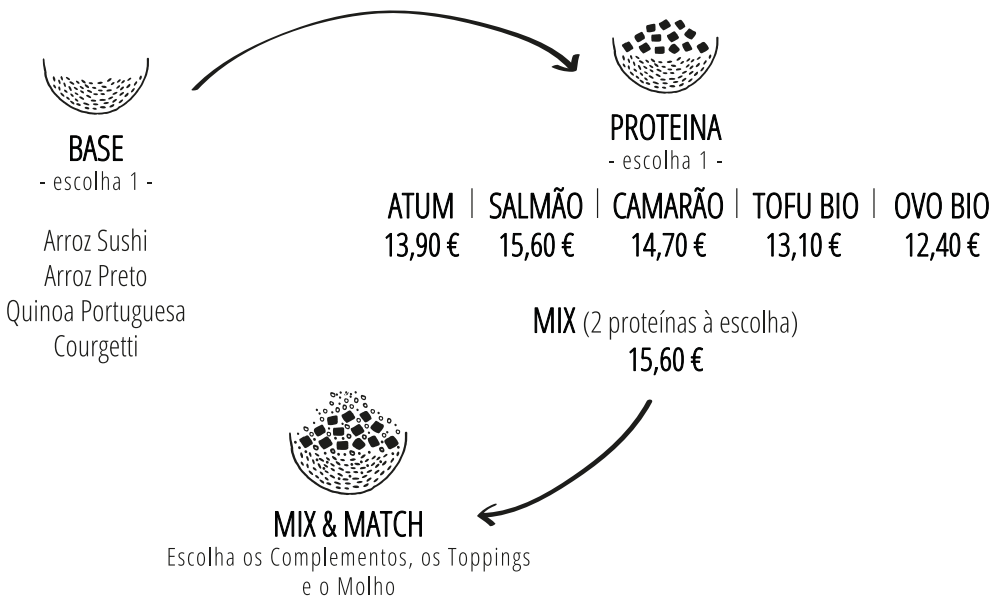 BASE
- escolha 1 -
Arroz Sushi
Arroz Preto
Quinoa Portuguesa
Courgetti
PROTEINA
- escolha 1 -
ATUM | SALMÃO | CAMARÃO | TOFU BIO | OVO BIO
13,90 € 15,60 € 14,70 € 13,10 € 12,40 €
MIX (2 proteínas à escolha)
15,60 €
MIX & MATCH
Escolha os Complementos, os Toppings
e o Molho